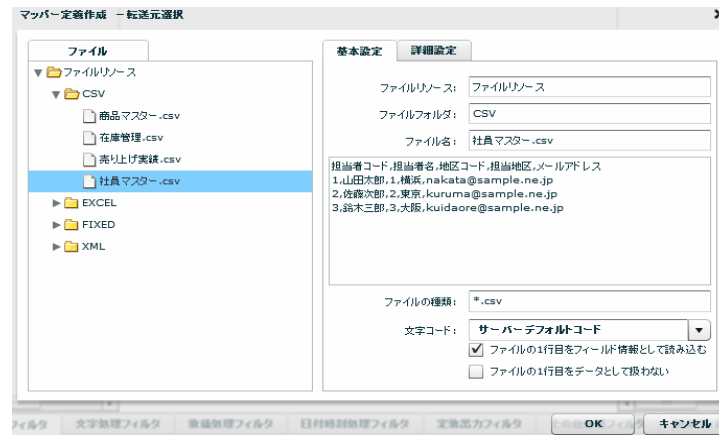 マッパー定義作成 －転送元選択
ファイル
ファイルリソース
CSV
商品マスター.csv
在庫管理.csv
売り上げ実績.csv
社員マスター.csv
EXCEL
FIXED
XML
基本設定 詳細設定
ファイルリソース: ファイルリソース
ファイルフォルダ: CSV
ファイル名: 社員マスター.csv
担当者コード,担当者名,地区コード,担当地区,メールアドレス
1,山田太郎,1,横浜,nakata@sample.ne.jp
2,佐藤次郎,2,東京,kuruma@sample.ne.jp
3,鈴木三郎,3,大阪,kuidaore@sample.ne.jp
ファイルの種類: *.csv
文字コード: サーバーデフォルトコード
ファイルの1行目をフィールド情報として読み込む
ファイルの1行目をデータとして扱わない
フィルタ 文字処理フィルタ 数値処理フィルタ 日付時刻処理フィルタ 定数出力フィルタ
OK キャンセル